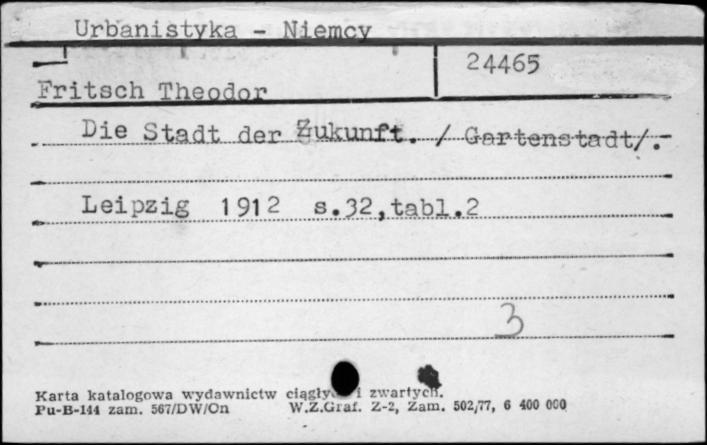 Urbanistyka - Niemcy
24465
Fritsch Theodor
Die Stadt der Zukunft. / Gartenstadt/.
Leipzig 1912 s.32,tabl.2
3
Karta katalogowa wydawnictw i zwartych.
Pu-B-144 zam. 567/DW/On W.Z.Graf. Z-2, Zam. 502/77, 6 400 000